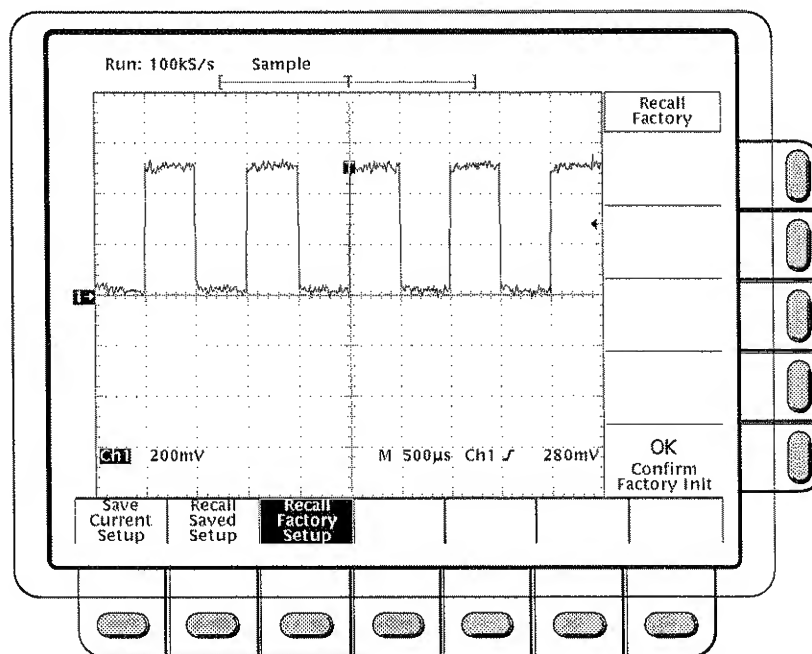 Run: 100kS/s Sample
Recall
Factory
T
1
Ch1 200mV M 500µs Ch1 280mV
OK
Confirm
Factory Init
Save
Current
Setup
Recall
Saved
Setup
Recall
Factory
Setup